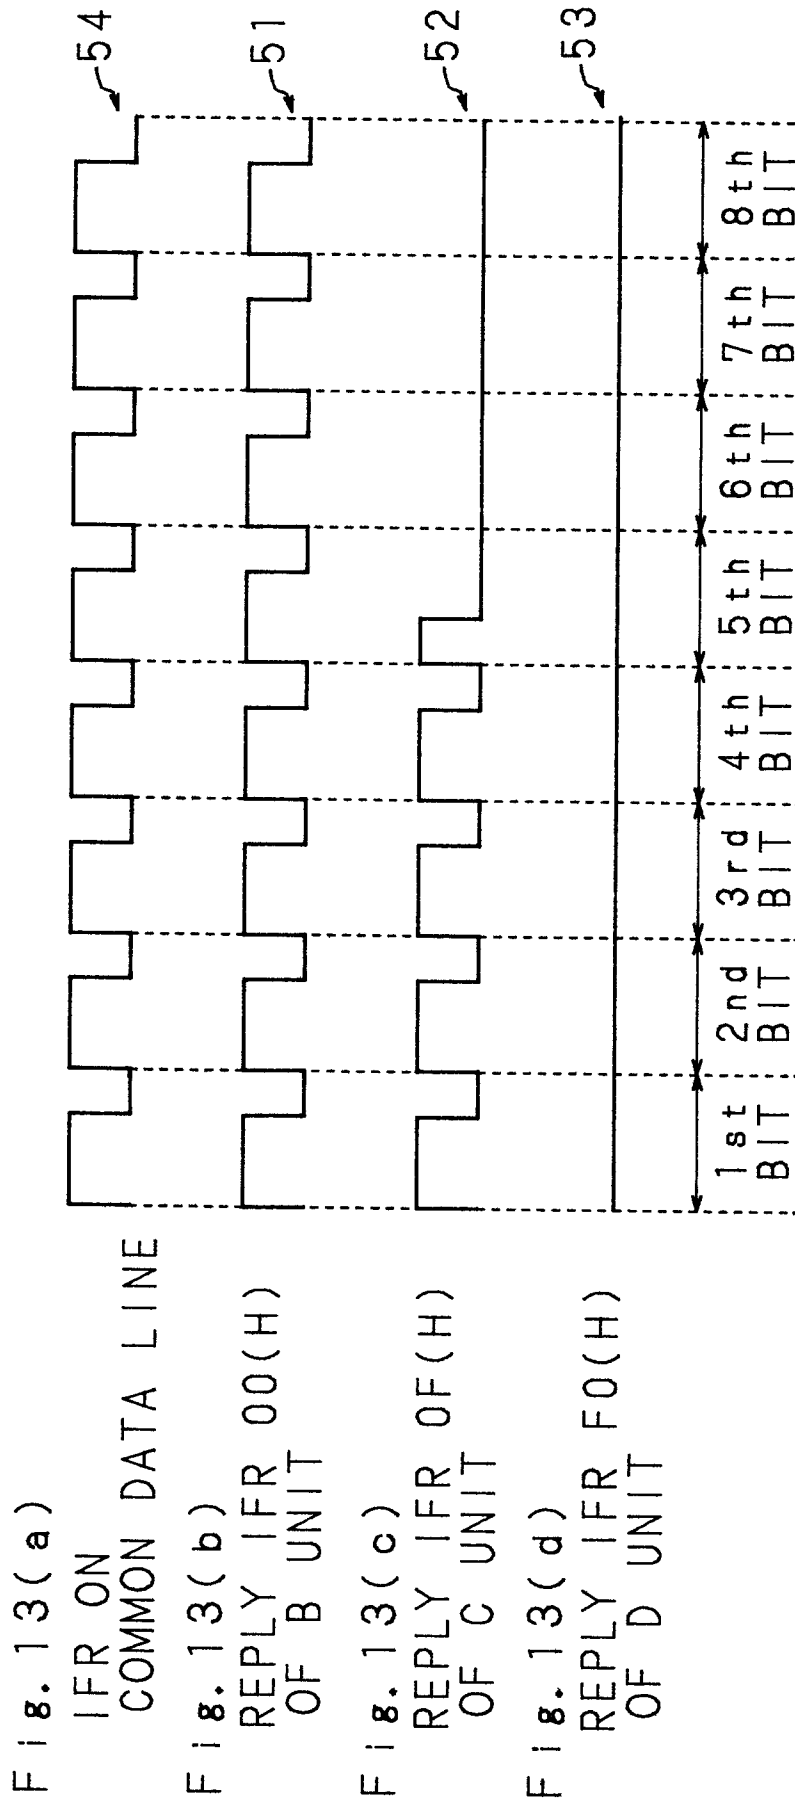 Fig.13(a)
IFR ON
COMMON DATA LINE
54
Fig.13(b)
REPLY IFR 00(H)
OF B UNIT
51
Fig.13(c)
REPLY IFR 0F(H)
OF C UNIT
52
Fig.13(d)
REPLY IFR F0(H)
OF D UNIT
53
1st BIT
2nd BIT
3rd BIT
4th BIT
5th BIT
6th BIT
7th BIT
8th BIT